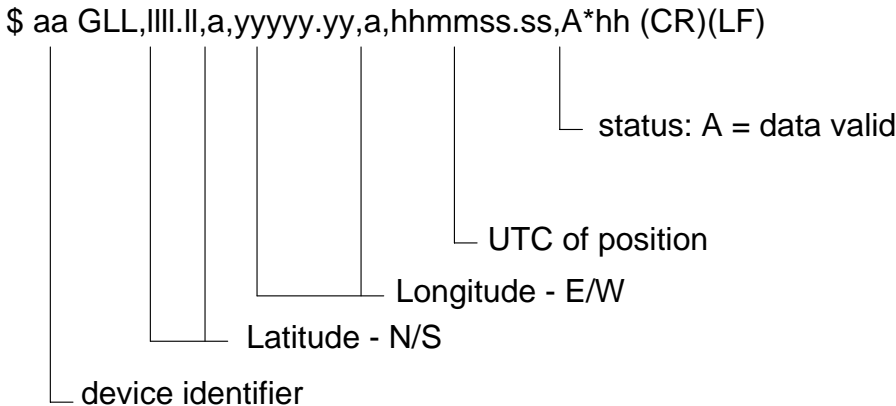 $ aa GLL,llll.ll,a,yyyyy.yy,a,hhmmss.ss,A*hh (CR)(LF)
status: A = data valid
UTC of position
Longitude - E/W
Latitude - N/S
device identifier